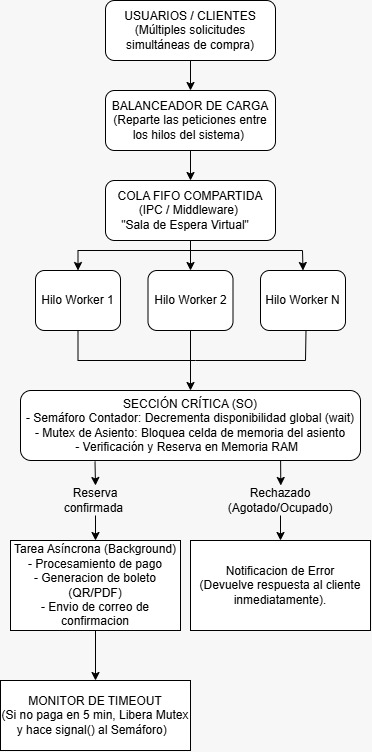 USUARIOS / CLIENTES
(Múltiples solicitudes
simultáneas de compra)
BALANCEADOR DE CARGA
(Reparte las peticiones entre
los hilos del sistema)
COLA FIFO COMPARTIDA
(IPC / Middleware)
"Sala de Espera Virtual"
Hilo Worker 1
Hilo Worker 2
Hilo Worker N
SECCIÓN CRÍTICA (SO)
- Semáforo Contador: Decrementa disponibilidad global (wait)
- Mutex de Asiento: Bloquea celda de memoria del asiento
- Verificación y Reserva en Memoria RAM
Reserva
confirmada
Rechazado
(Agotado/Ocupado)
Tarea Asíncrona (Background)
- Procesamiento de pago
- Generacion de boleto
(QR/PDF)
- Envio de correo de
confirmacion
Notificacion de Error
(Devuelve respuesta al cliente
inmediatamente).
MONITOR DE TIMEOUT
(Si no paga en 5 min, Libera Mutex
y hace signal() al Semáforo)